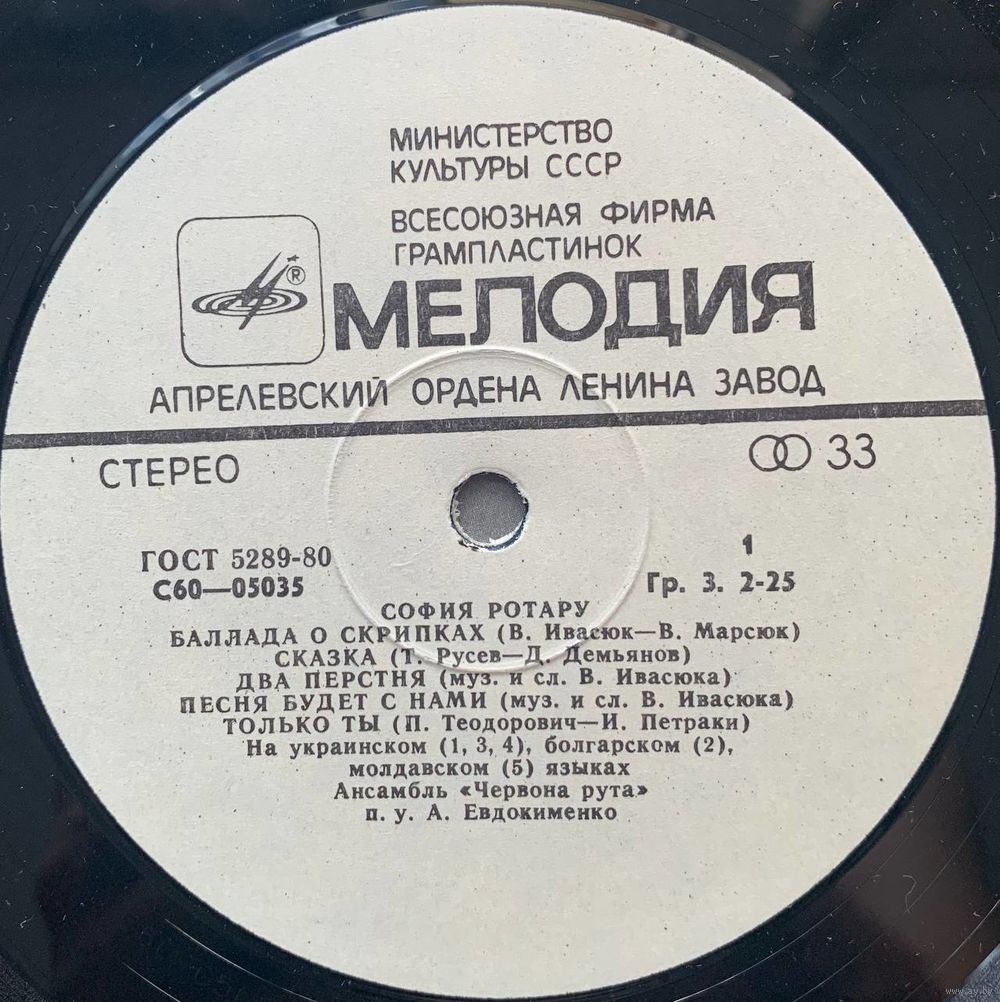 МИНИСТЕРСТВО
КУЛЬТУРЫ СССР
ВСЕСОЮЗНАЯ ФИРМА
ГРАМПЛАСТИНОК
®
МЕЛОДИЯ
АПРЕЛЕВСКИЙ ОРДЕНА ЛЕНИНА ЗАВОД
СТЕРЕО
33
ГОСТ 5289-80
С60—05035
1
Гр. 3. 2-25
СОФИЯ РОТАРУ
БАЛЛАДА О СКРИПКАХ (В. Ивасюк—В. Марсюк)
СКАЗКА (Т. Русев—Д. Демьянов)
ДВА ПЕРСТНЯ (муз. и сл. В. Ивасюка)
ПЕСНЯ БУДЕТ С НАМИ (муз. и сл. В. Ивасюка)
ТОЛЬКО ТЫ (П. Теодорович—И. Петраки)
На украинском (1, 3, 4), болгарском (2),
молдавском (5) языках
Ансамбль «Червона рута»
п. у. А. Евдокименко
www.ay.by